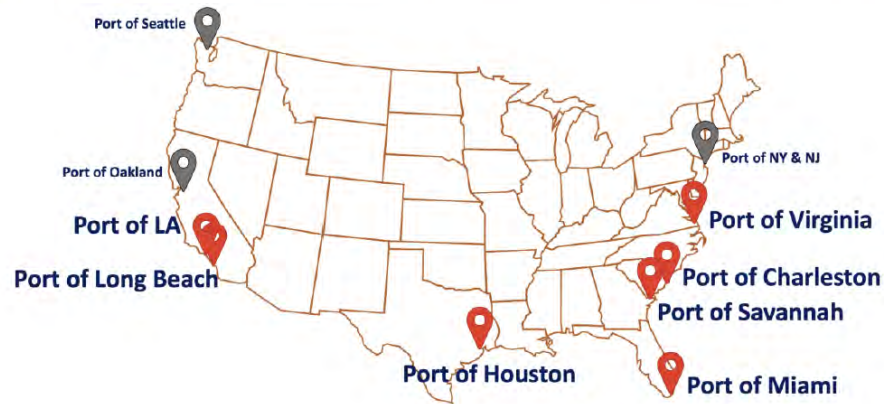 Port of Seattle
Port of NY & NJ
Port of Oakland
Port of LA
Port of Virginia
Port of Long Beach
Port of Charleston
Port of Savannah
Port of Houston
Port of Miami